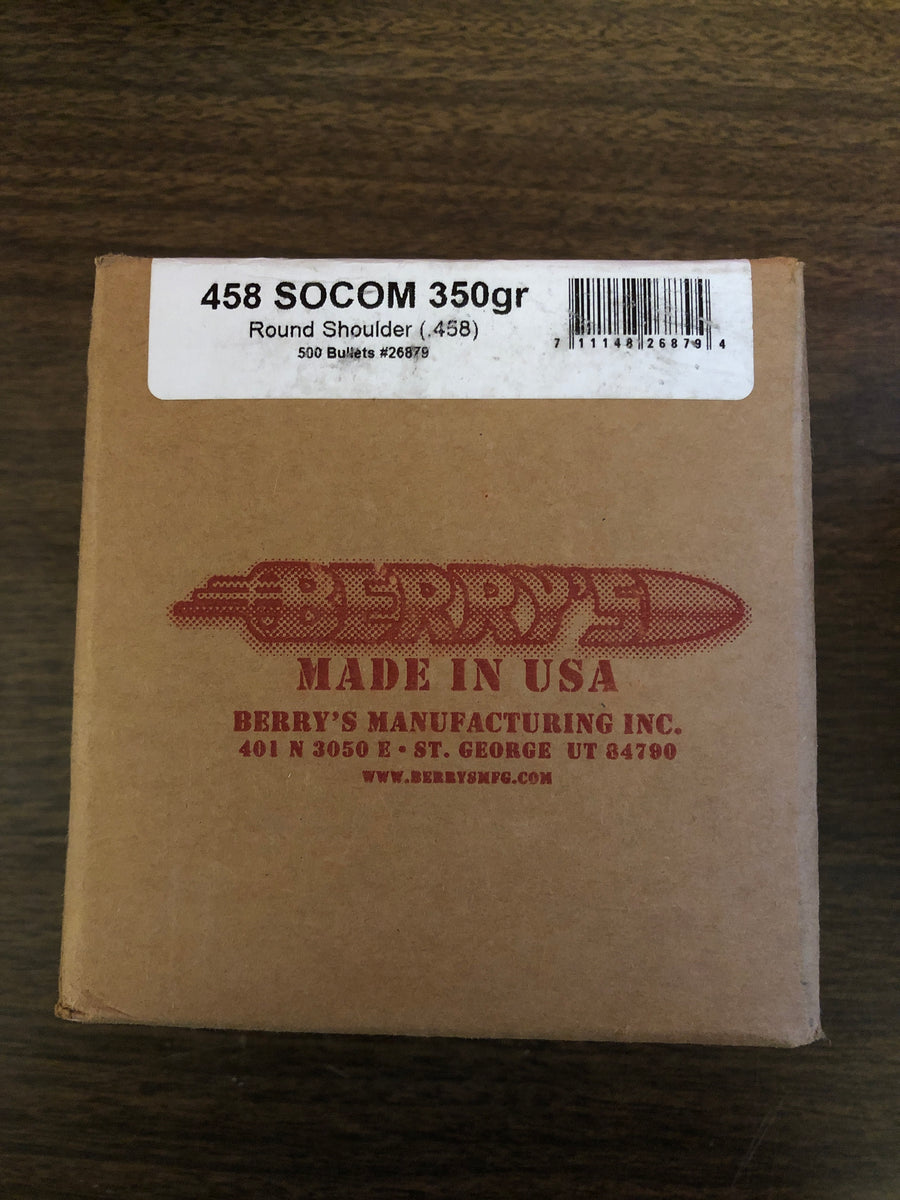 458 SOCOM 350gr
Round Shoulder (.458)
500 Bullets #26879
7 11148 26879 4
BERRY'S
MADE IN USA
BERRY'S MANUFACTURING INC.
401 N 3050 E • ST. GEORGE UT 84790
WWW.BERRYSMFG.COM